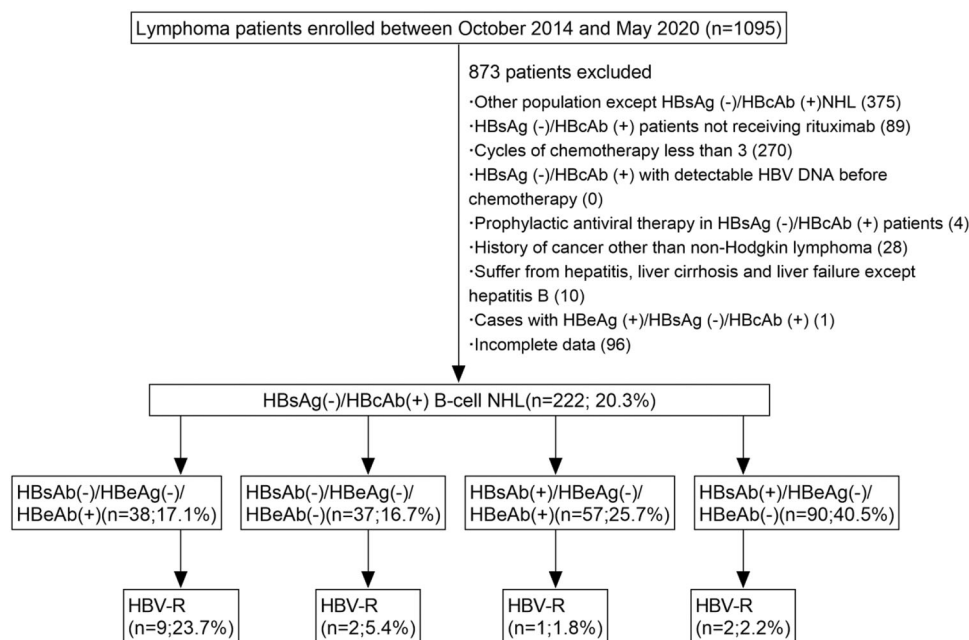 Lymphoma patients enrolled between October 2014 and May 2020 (n=1095)
873 patients excluded
·Other population except HBsAg (-)/HBcAb (+)NHL (375)
·HBsAg (-)/HBcAb (+) patients not receiving rituximab (89)
·Cycles of chemotherapy less than 3 (270)
·HBsAg (-)/HBcAb (+) with detectable HBV DNA before
chemotherapy (0)
·Prophylactic antiviral therapy in HBsAg (-)/HBcAb (+) patients (4)
·History of cancer other than non-Hodgkin lymphoma (28)
·Suffer from hepatitis, liver cirrhosis and liver failure except
hepatitis B (10)
·Cases with HBeAg (+)/HBsAg (-)/HBcAb (+) (1)
·Incomplete data (96)
HBsAg(-)/HBcAb(+) B-cell NHL(n=222; 20.3%)
HBsAb(-)/HBeAg(-)/
HBeAb(+)(n=38;17.1%)
HBsAb(-)/HBeAg(-)/
HBeAb(-)(n=37;16.7%)
HBsAb(+)/HBeAg(-)/
HBeAb(+)(n=57;25.7%)
HBsAb(+)/HBeAg(-)/
HBeAb(-)(n=90;40.5%)
HBV-R
(n=9;23.7%)
HBV-R
(n=2;5.4%)
HBV-R
(n=1;1.8%)
HBV-R
(n=2;2.2%)